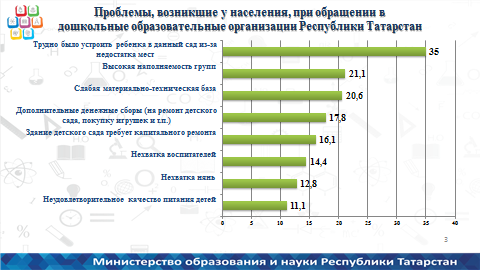 Проблемы, возникшие у населения, при обращении в
дошкольные образовательные организации Республики Татарстан
Трудно было устроить ребенка в данный сад из-за
недостатка мест
35
Высокая наполняемость групп
21,1
Слабая материально-техническая база
20,6
Дополнительные денежные сборы (на ремонт детского
сада, покупку игрушек и т.п.)
17,8
Здание детского сада требует капитального ремонта
16,1
Нехватка воспитателей
14,4
Нехватка нянь
12,8
Неудовлетворительное качество питания детей
11,1
0 5 10 15 20 25 30 35 40
3
Министерство образования и науки Республики Татарстан